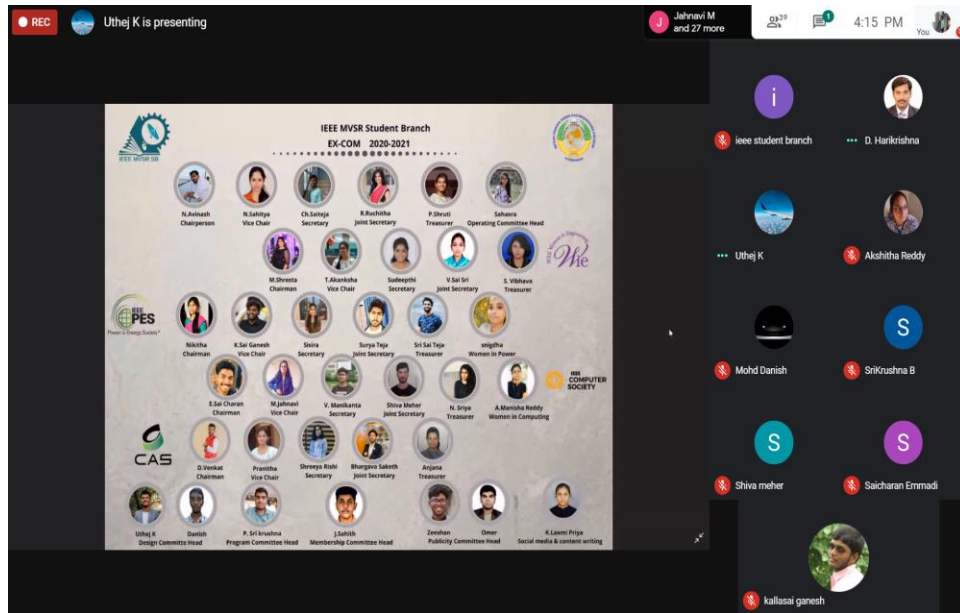 REC
Uthej K is presenting
J
Jahnavi M
and 27 more
29
1
4:15 PM
You
IEEE MVSR SB
IEEE MVSR Student Branch
EX-COM 2020-2021
N.Avinash
Chairperson
N.Sahitya
Vice Chair
Ch.Saiteja
Secretary
R.Ruchitha
Joint Secretary
P.Shruti
Treasurer
Sahasra
Operating Committee Head
M.Shresta
Chairman
T.Akanksha
Vice Chair
Sudeepthi
Secretary
V.Sai Sri
Joint Secretary
S. Vibhava
Treasurer
Wie
IEEE
PES
Power & Energy Society
Nikitha
Chairman
K.Sai Ganesh
Vice Chair
Sisira
Secretary
Surya Teja
Joint Secretary
Sri Sai Teja
Treasurer
snigdha
Women in Power
E.Sai Charan
Chairman
M.Jahnavi
Vice Chair
V. Manikanta
Secretary
Shiva Meher
Joint Secretary
N. Sriya
Treasurer
A.Manisha Reddy
Women in Computing
IEEE
COMPUTER
SOCIETY
CAS
D.Venkat
Chairman
Pranitha
Vice Chair
Shreeya Rishi
Secretary
Bhargava Saketh
Joint Secretary
Anjana
Treasurer
Uthej K
Danish
Design Committe Head
P. Sri krushna
Program Committee Head
J.Sahith
Membership Committee Head
Zeeshan
Omer
Publicity Committee Head
K.Laxmi Priya
Social media & content writing
i
ieee student branch
D. Harikrishna
Uthej K
Akshitha Reddy
Mohd Danish
S
SriKrushna B
S
Shiva meher
S
Saicharan Emmadi
kallasai ganesh